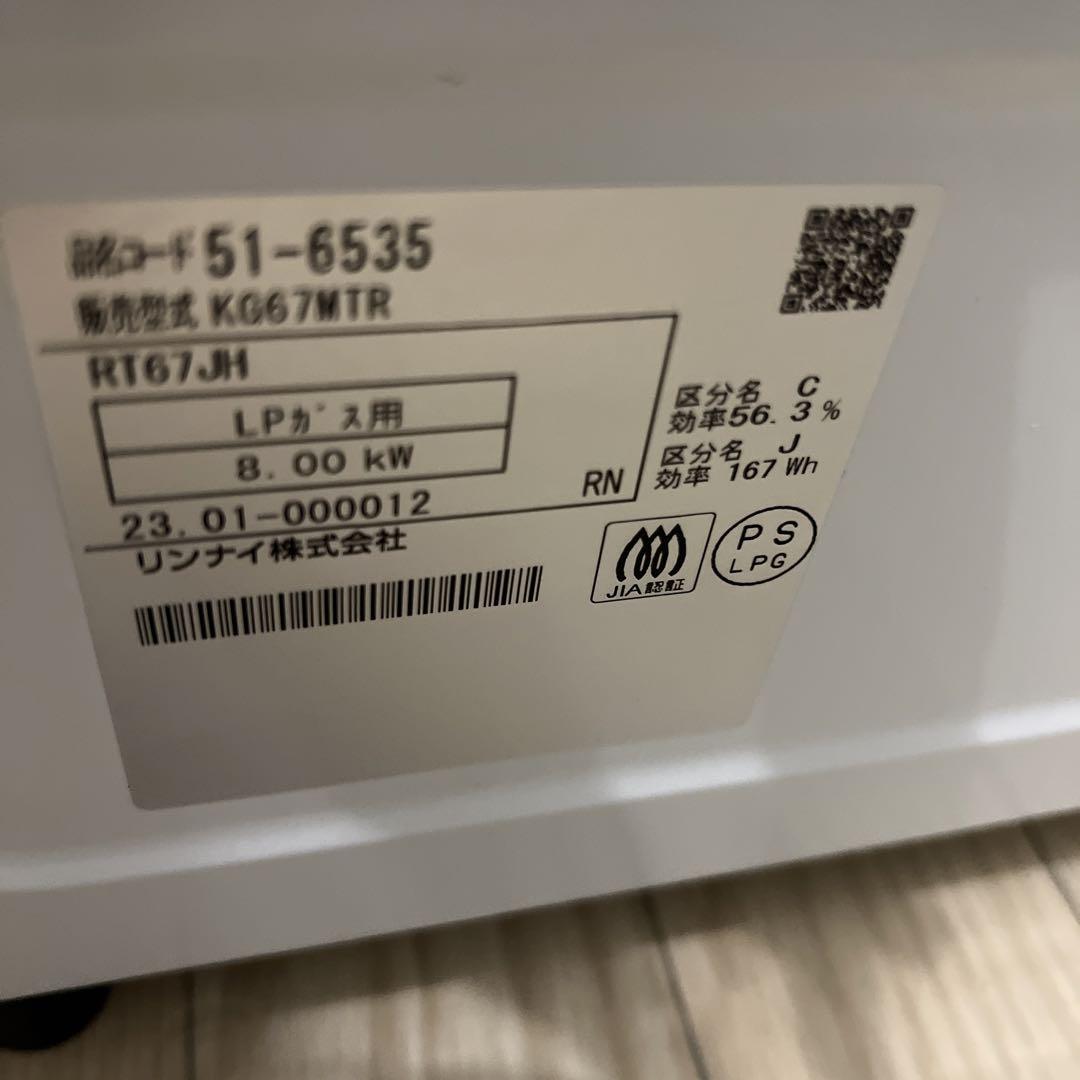 品名コード 51-6535
販売型式 KG67MTR
RT67JH
LPガス用
8.00 kW
RN
23.01-000012
リンナイ株式会社
区分名 C
効率56.3 %
区分名 J
効率 167 Wh
JIA認証
PS
LPG